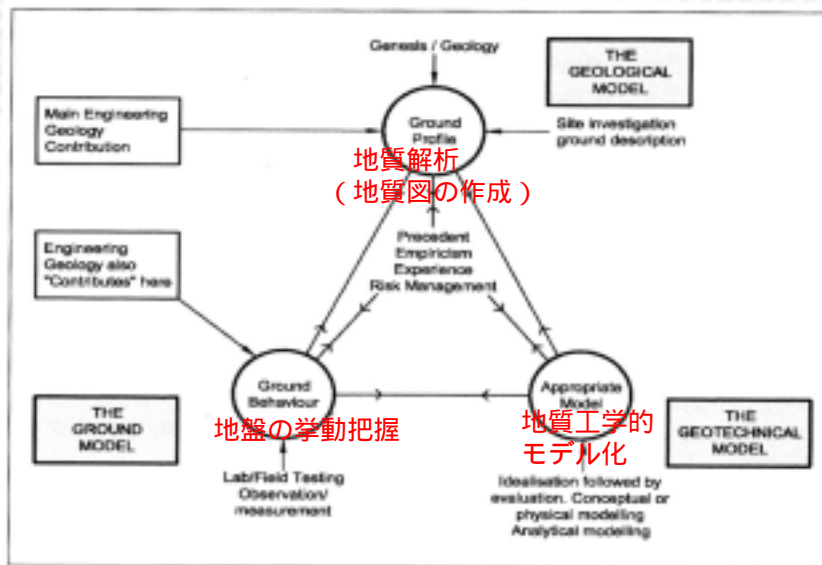 Genesis / Geology
THE
GEOLOGICAL
MODEL
Main Engineering
Geology
Contribution
Ground
Profile
Site Investigation
ground description
地質解析
（地質図の作成）
Engineering
Geology also
"Contributes" here
Precedent
Empiricism
Experience
Risk Management
Ground
Behaviour
地盤の挙動把握
Appropriate
Model
地質工学的
モデル化
THE
GROUND
MODEL
THE
GEOTECHNICAL
MODEL
Lab/Field Testing
Observation/
measurement
Idealisation followed by
evaluation. Conceptual or
physical modelling
Analytical modelling